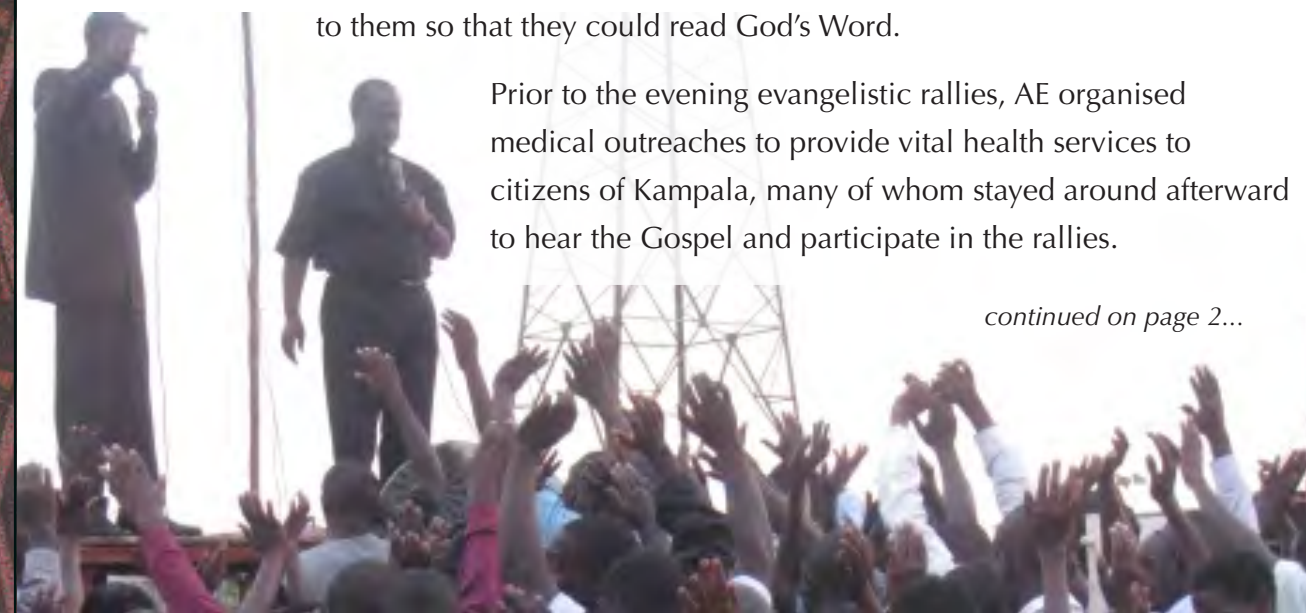 to them so that they could read God’s Word.
Prior to the evening evangelistic rallies, AE organised
medical outreaches to provide vital health services to
citizens of Kampala, many of whom stayed around afterward
to hear the Gospel and participate in the rallies.
continued on page 2...